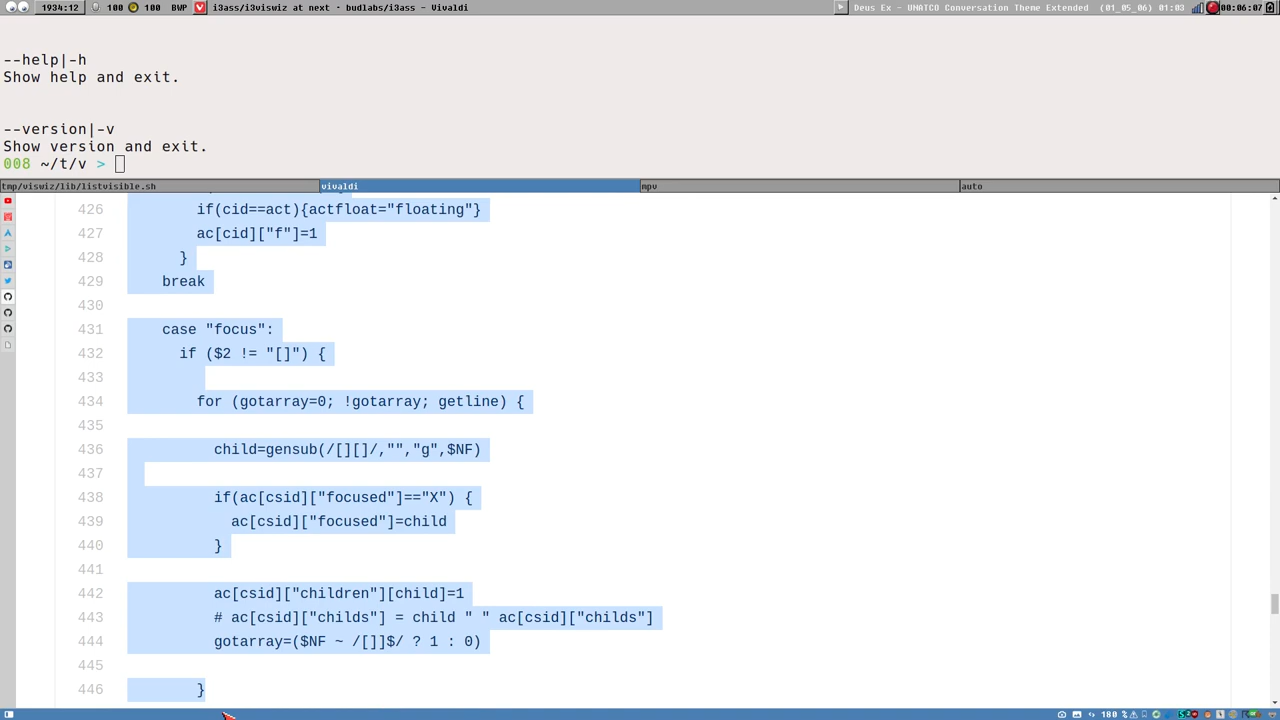 1934:12 100 100 BWP i3ass/i3viswiz at next · budlabs/i3ass - Vivaldi Deus Ex - UNATCO Conversation Theme Extended (01_05_06) 01:03 00:06:07
--help|-h
Show help and exit.
--version|-v
Show version and exit.
008 ~/t/v >
tmp/viswiz/lib/listvisible.sh vivaldi mpv auto
426 if(cid==act){actfloat="floating"}
427 ac[cid]["f"]=1
428 }
429 break
430
431 case "focus":
432 if ($2 != "[]") {
433
434 for (gotarray=0; !gotarray; getline) {
435
436 child=gensub(/[][]/,"","g",$NF)
437
438 if(ac[csid]["focused"]=="X") {
439 ac[csid]["focused"]=child
440 }
441
442 ac[csid]["children"][child]=1
443 # ac[csid]["childs"] = child " " ac[csid]["childs"]
444 gotarray=($NF ~ /[]]$/ ? 1 : 0)
445
446 }
180 %